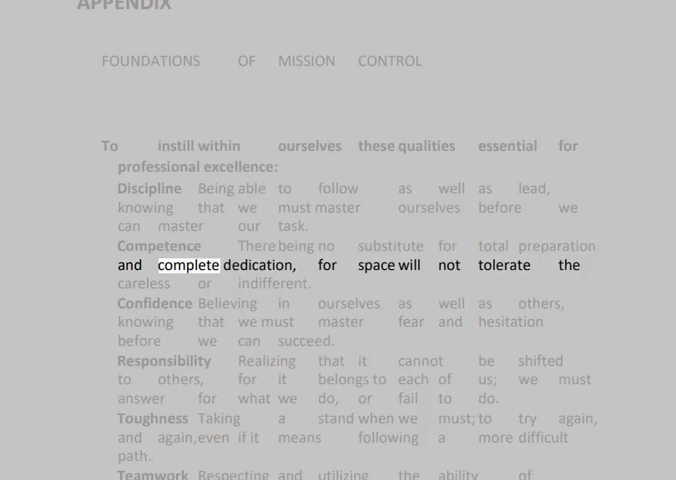 APPENDIX
FOUNDATIONS OF MISSION CONTROL
To instill within ourselves these qualities essential for
professional excellence:
Discipline Being able to follow as well as lead,
knowing that we must master ourselves before we
can master our task.
Competence There being no substitute for total preparation
and complete dedication, for space will not tolerate the
careless or indifferent.
Confidence Believing in ourselves as well as others,
knowing that we must master fear and hesitation
before we can succeed.
Responsibility Realizing that it cannot be shifted
to others, for it belongs to each of us; we must
answer for what we do, or fail to do.
Toughness Taking a stand when we must; to try again,
and again, even if it means following a more difficult
path.
Teamwork Respecting and utilizing the ability of